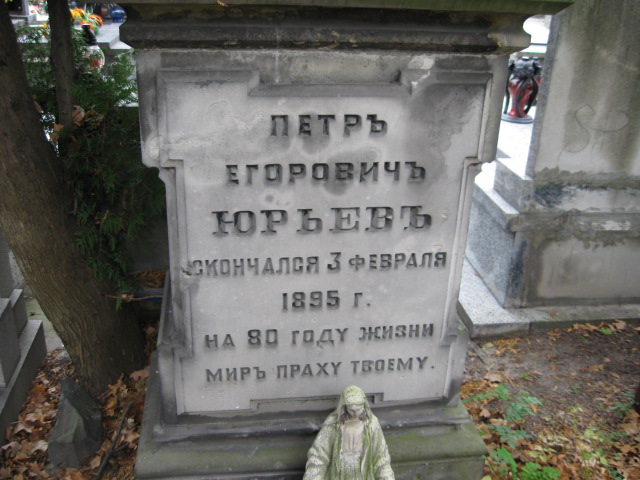 ПЕТРЪ
ЕГОРОВИЧЪ
ЮРЬЕВЪ
СКОНЧАЛСЯ 3 ФЕВРАЛЯ
1895 Г.
НА 80 ГОДУ ЖИЗНИ
МИРЪ ПРАХУ ТВОЕМУ.